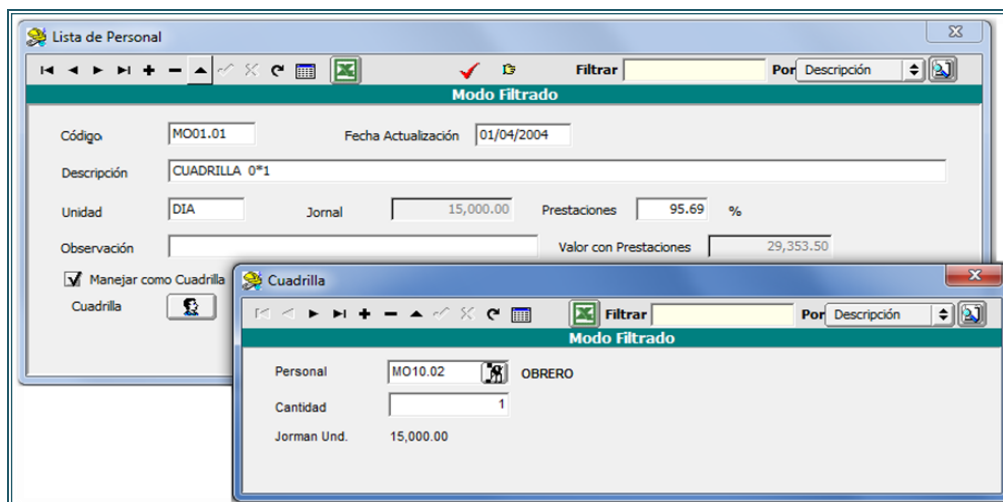 Lista de Personal
Filtrar Por Descripción
Modo Filtrado
Código. MO01.01 Fecha Actualización 01/04/2004
Descripción CUADRILLA 0*1
Unidad DIA Jornal 15,000.00 Prestaciones 95.69 %
Observación Valor con Prestaciones 29,353.50
Manejar como Cuadrilla
Cuadrilla
Cuadrilla
Filtrar Por Descripción
Modo Filtrado
Personal MO10.02 OBRERO
Cantidad 1
Jorman Und. 15,000.00